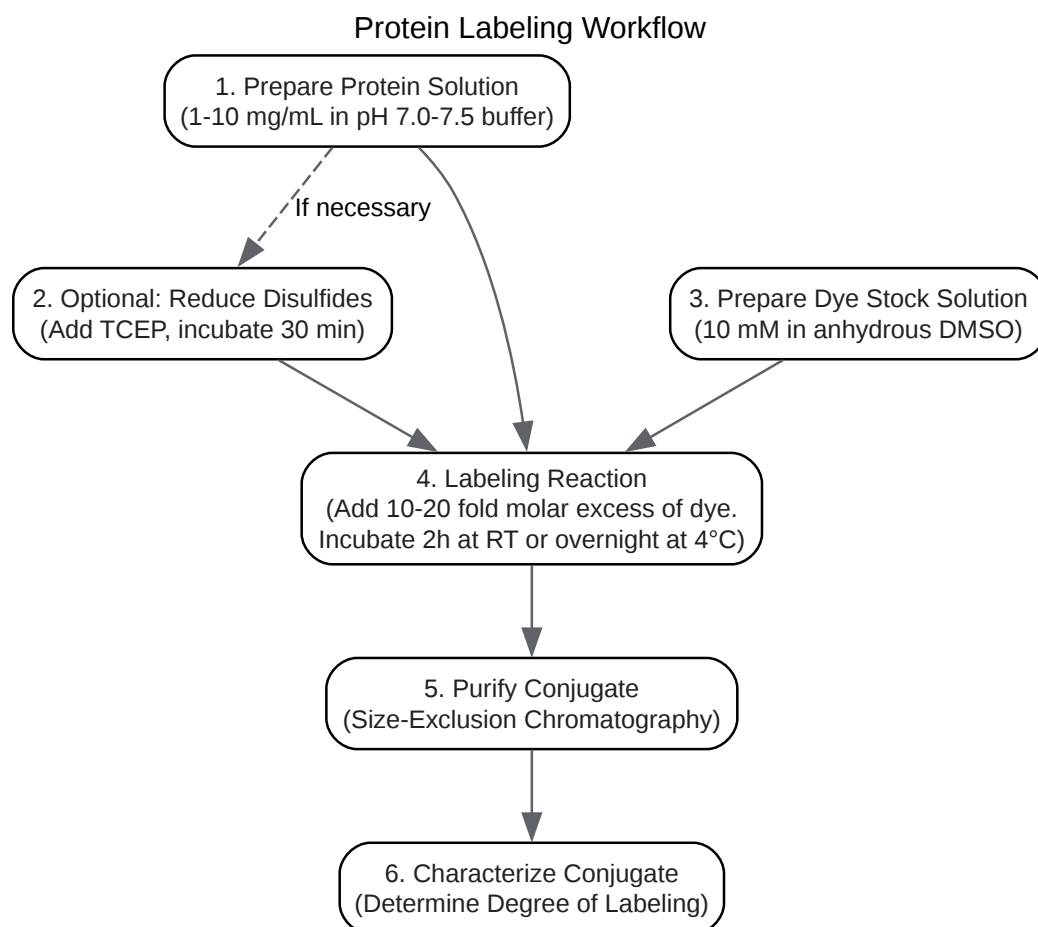 Protein Labeling Workflow
1. Prepare Protein Solution
(1-10 mg/mL in pH 7.0-7.5 buffer)
If necessary
2. Optional: Reduce Disulfides
(Add TCEP, incubate 30 min)
3. Prepare Dye Stock Solution
(10 mM in anhydrous DMSO)
4. Labeling Reaction
(Add 10-20 fold molar excess of dye.
Incubate 2h at RT or overnight at 4°C)
5. Purify Conjugate
(Size-Exclusion Chromatography)
6. Characterize Conjugate
(Determine Degree of Labeling)